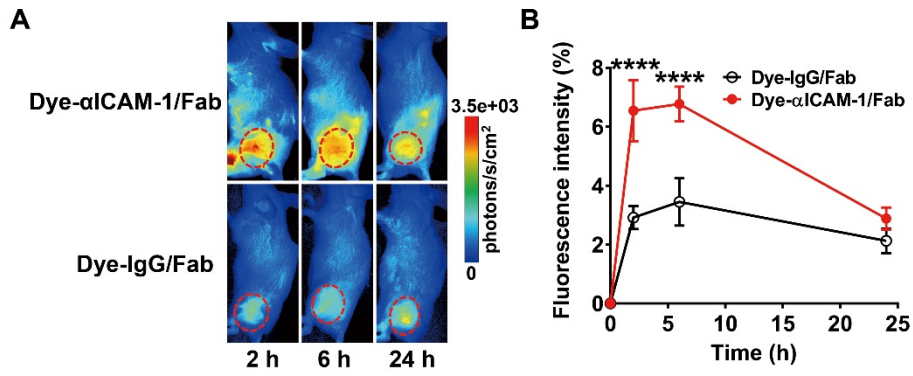 A
Dye-αICAM-1/Fab
Dye-IgG/Fab
2 h 6 h 24 h
3.5e+03
photons/s/cm²
0
B
Fluorescence intensity (%)
8
6
4
2
0
0 5 10 15 20 25
Time (h)
**** ****
Dye-IgG/Fab
Dye-αICAM-1/Fab